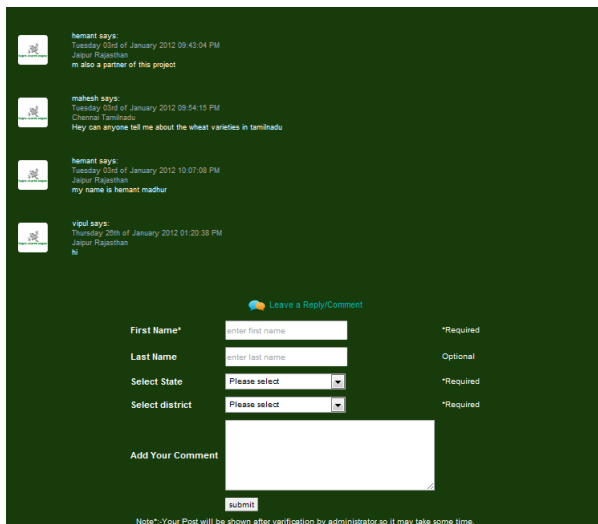 hemant says:
Tuesday 03rd of January 2012 09:43:04 PM
Jaipur Rajasthan
m also a partner of this project
mahesh says:
Tuesday 03rd of January 2012 09:54:15 PM
Chennai Tamilnadu
Hey can anyone tell me about the wheat varieties in tamilnadu
hemant says:
Tuesday 03rd of January 2012 10:07:08 PM
Jaipur Rajasthan
my name is hemant madhur
vipul says:
Thursday 26th of January 2012 01:20:38 PM
Jaipur Rajasthan
hi
Leave a Reply/Comment
First Name* enter first name *Required
Last Name enter last name Optional
Select State Please select *Required
Select district Please select *Required
Add Your Comment
submit
Note*:-Your Post will be shown after varification by administrator.so it may take some time.